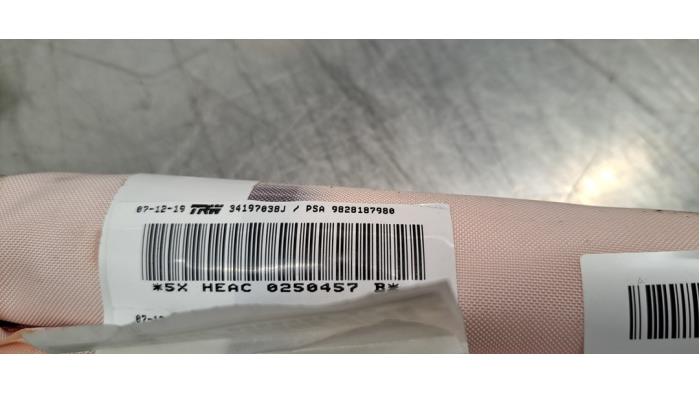 07-12-19 TRW 34197038J / PSA 9828187980
*5X HEAC 0250457 B*